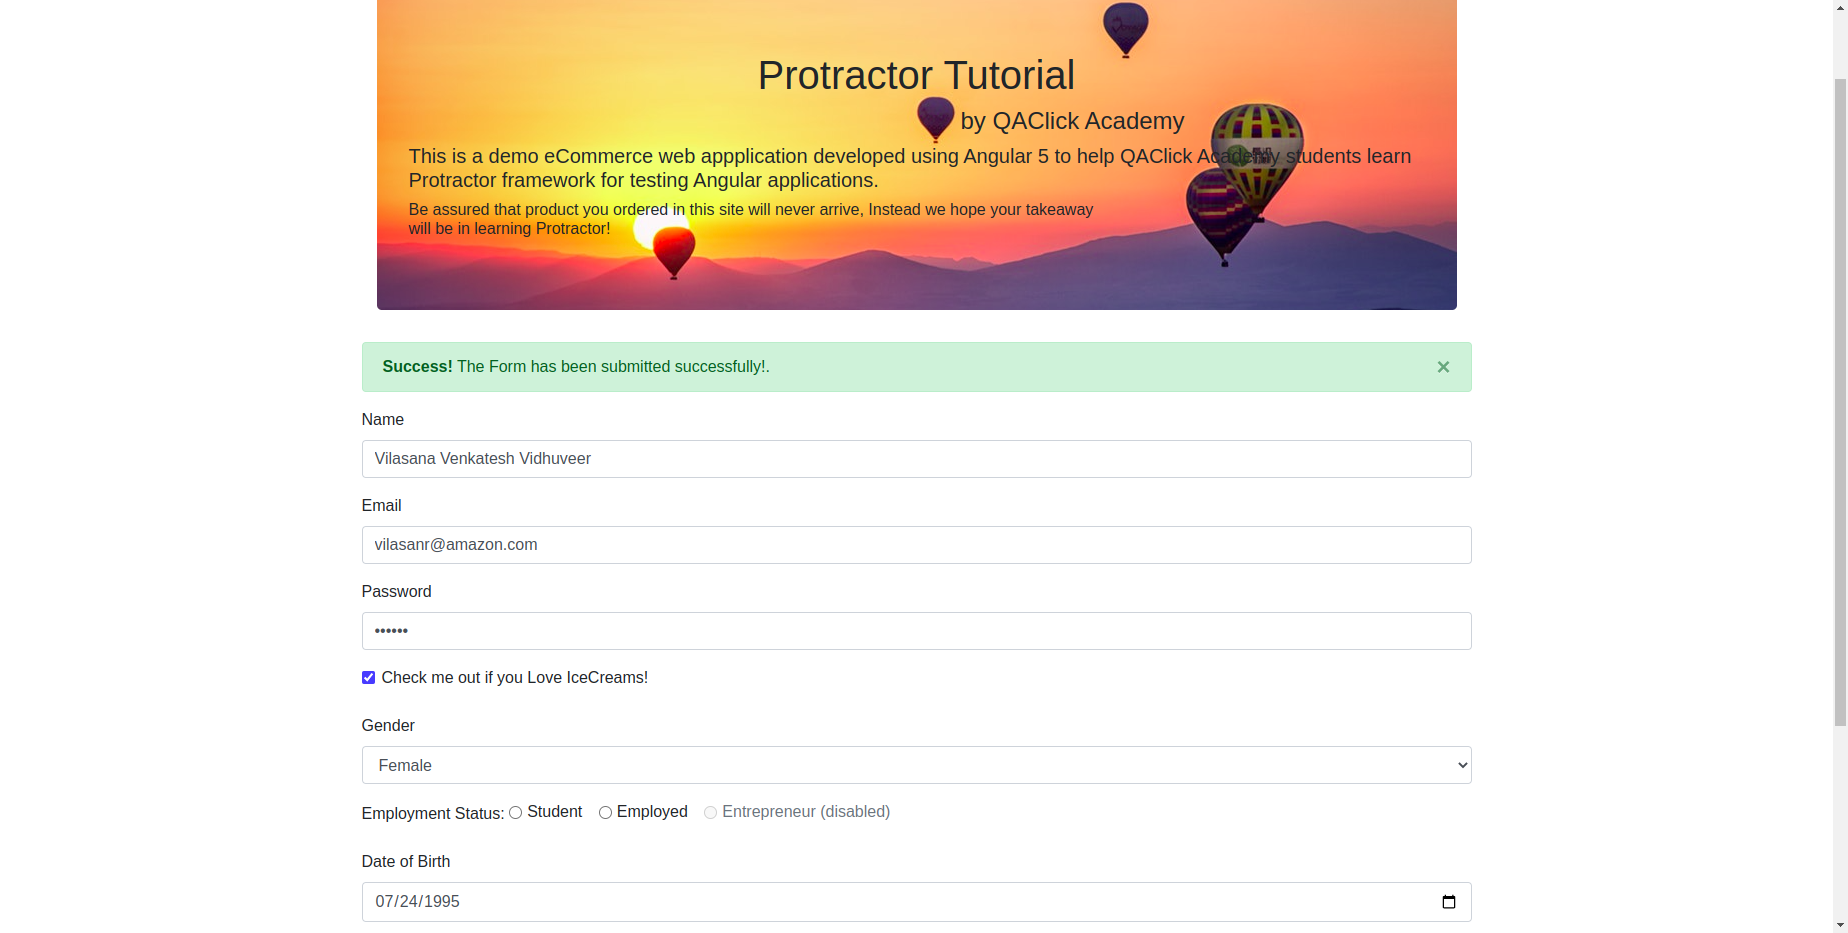 Protractor Tutorial
by QAClick Academy
This is a demo eCommerce web appplication developed using Angular 5 to help QAClick Academy students learn
Protractor framework for testing Angular applications.
Be assured that product you ordered in this site will never arrive, Instead we hope your takeaway
will be in learning Protractor!
Success! The Form has been submitted successfully!.
×
Name
Vilasana Venkatesh Vidhuveer
Email
vilasanr@amazon.com
Password
••••••
Check me out if you Love IceCreams!
Gender
Female
Employment Status: Student Employed Entrepreneur (disabled)
Date of Birth
07/24/1995